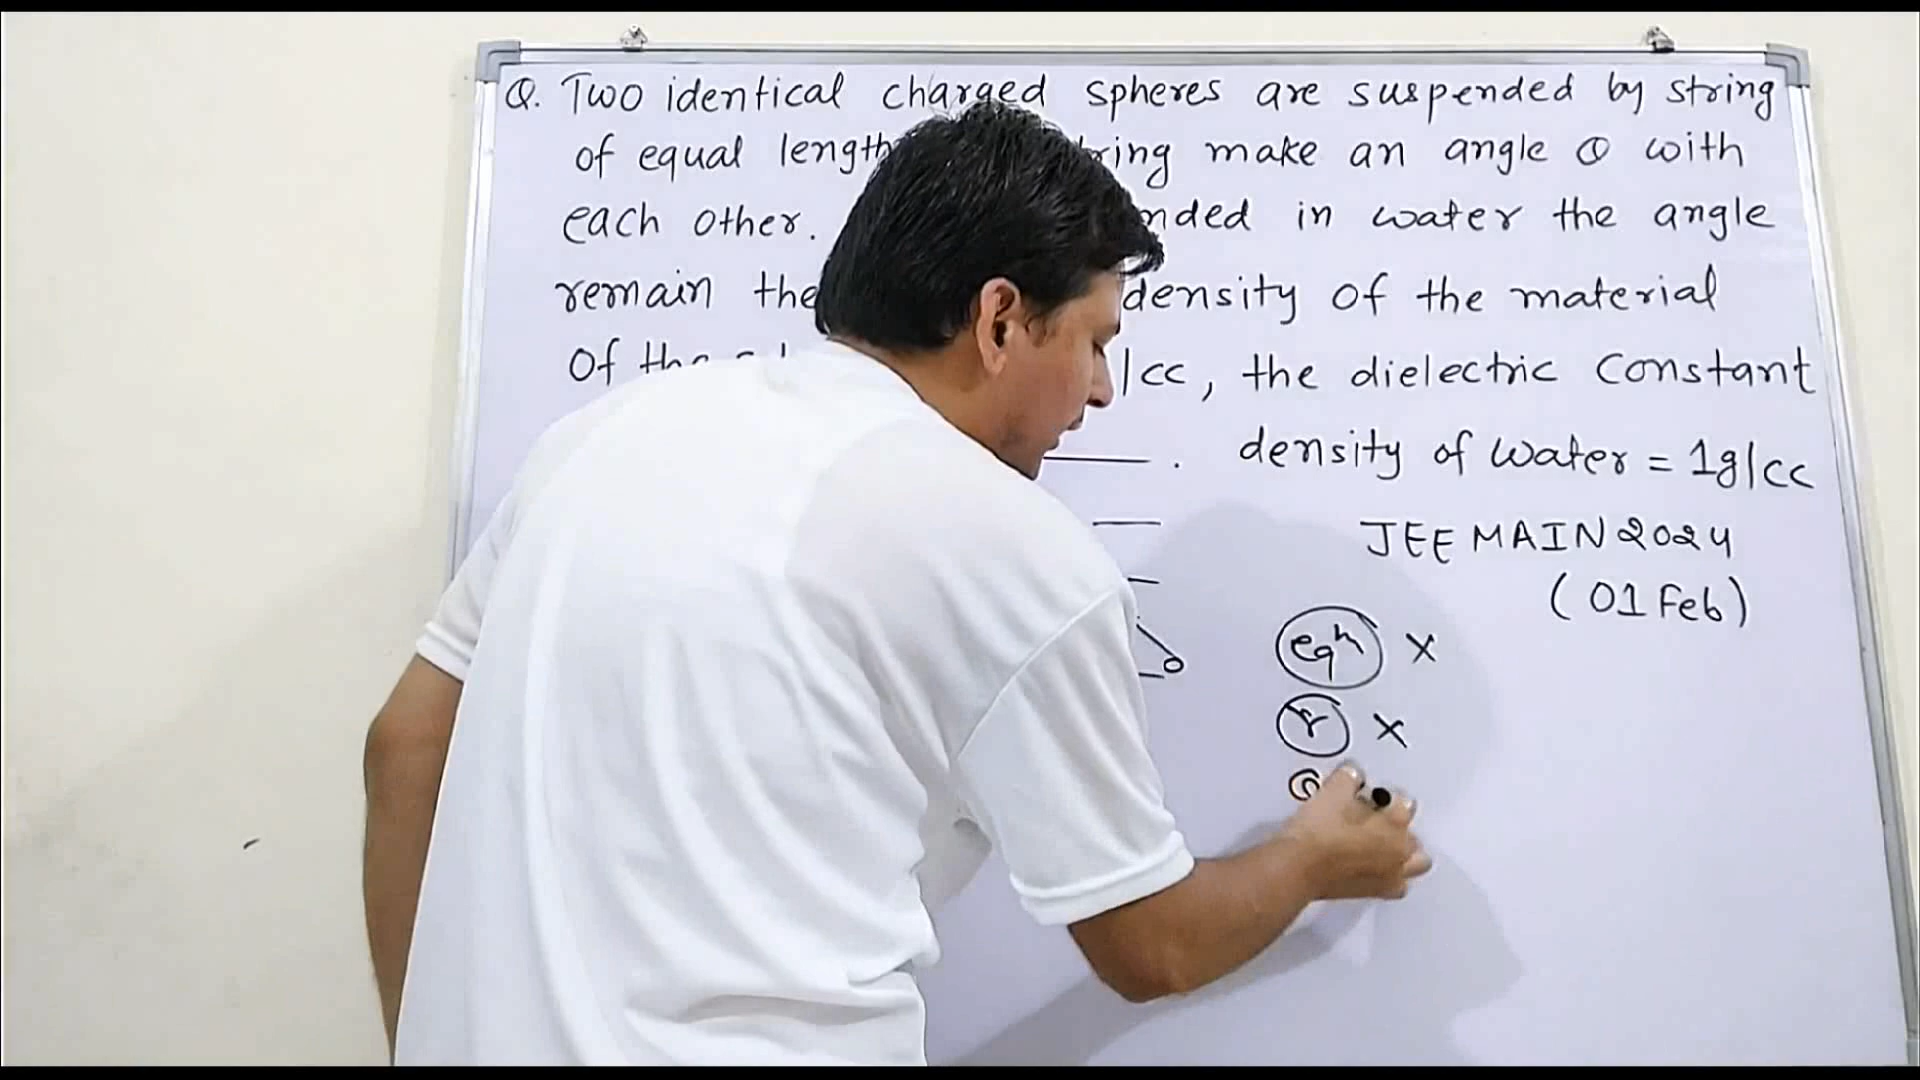 Q. Two identical charged spheres are suspended by string
of equal length ring make an angle θ with
each other. nded in water the angle
remain the density of the material
of the /cc, the dielectric constant
. density of water = 1g/cc
JEE MAIN 2024
(01 Feb)
eqn ×
r ×